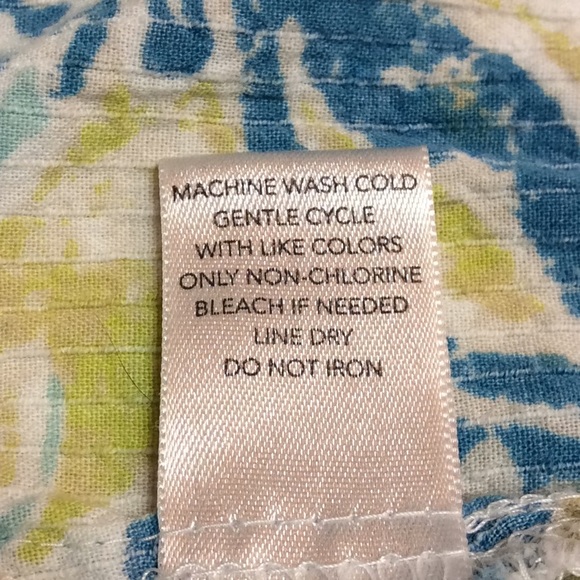 MACHINE WASH COLD
GENTLE CYCLE
WITH LIKE COLORS
ONLY NON-CHLORINE
BLEACH IF NEEDED
LINE DRY
DO NOT IRON